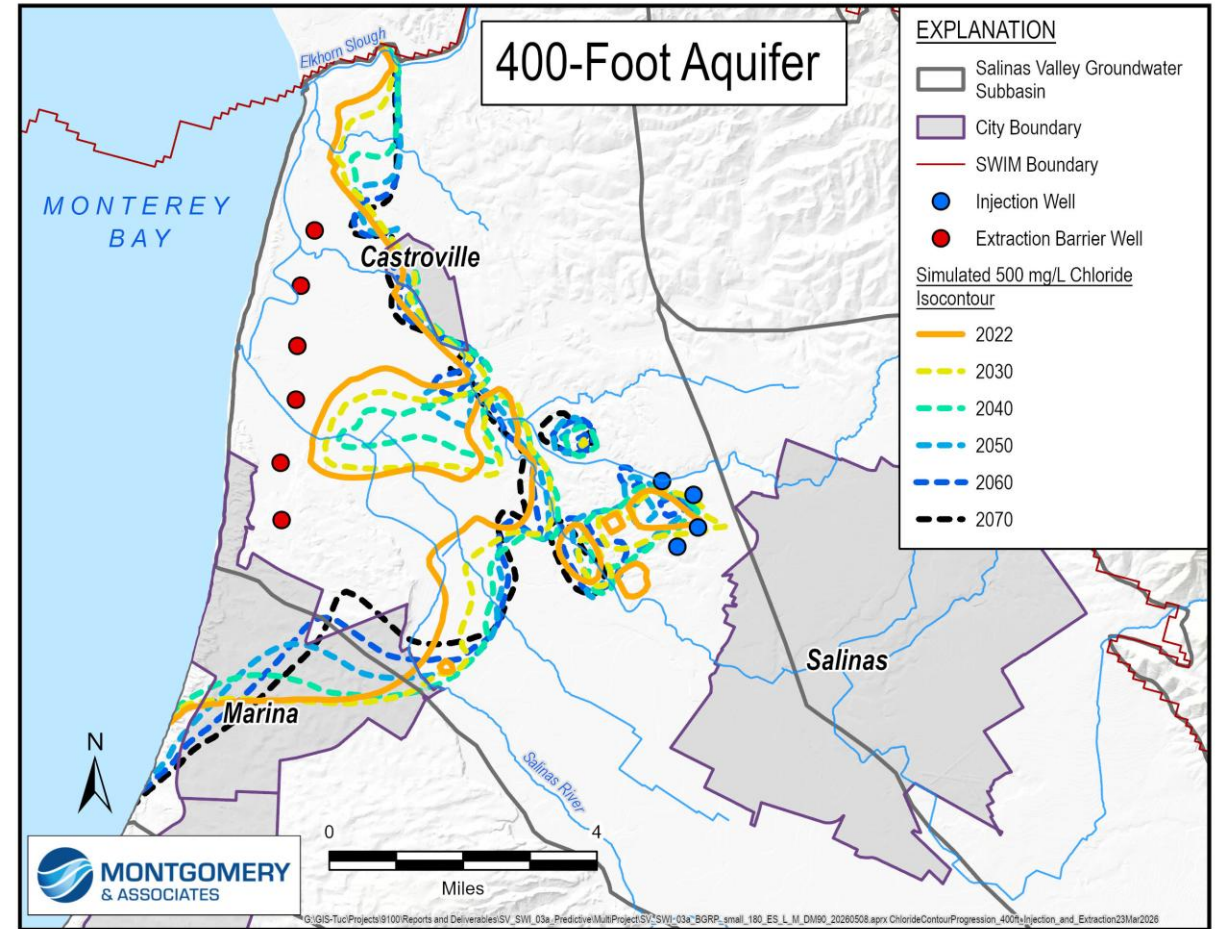 400-Foot Aquifer
Elkhorn Slough
MONTEREY
BAY
Castroville
Marina
Salinas
Salinas River
N
0
4
Miles
MONTGOMERY
& ASSOCIATES
EXPLANATION
Salinas Valley Groundwater
Subbasin
City Boundary
SWIM Boundary
Injection Well
Extraction Barrier Well
Simulated 500 mg/L Chloride
Isocontour
2022
2030
2040
2050
2060
2070